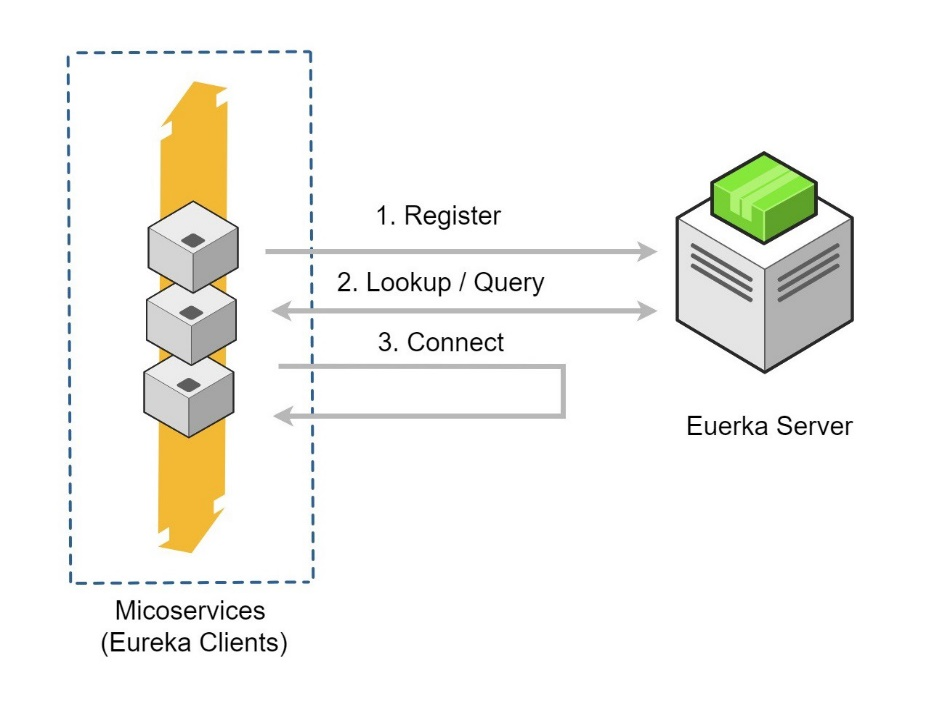 1. Register
2. Lookup / Query
3. Connect
Euerka Server
Micoservices
(Eureka Clients)